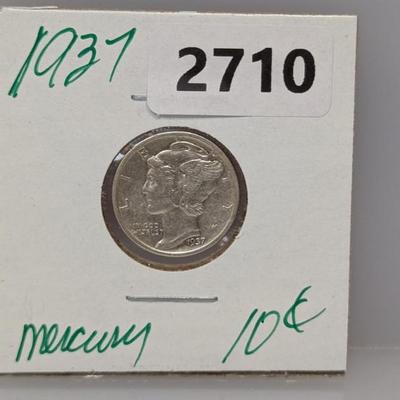 1937
2710
LIBERTY
IN GOD
WE TRUST
1937
mercury 10¢